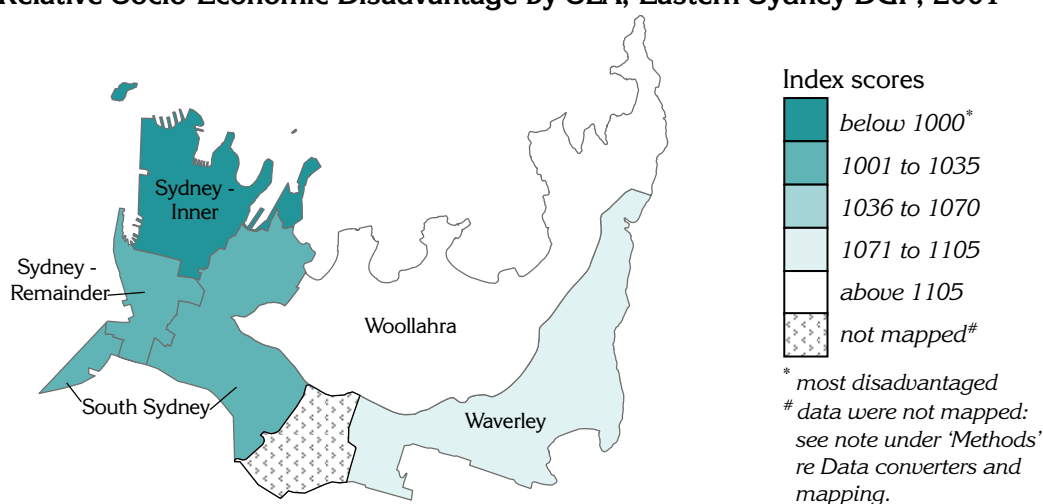 Relative Socio-Economic Disadvantage by SLA, Eastern Sydney DGP, 2001
Sydney -
Inner
Sydney -
Remainder
South Sydney
Woollahra
Waverley
Index scores
below 1000*
1001 to 1035
1036 to 1070
1071 to 1105
above 1105
not mapped#
* most disadvantaged
# data were not mapped:
see note under ‘Methods’
re Data converters and
mapping.